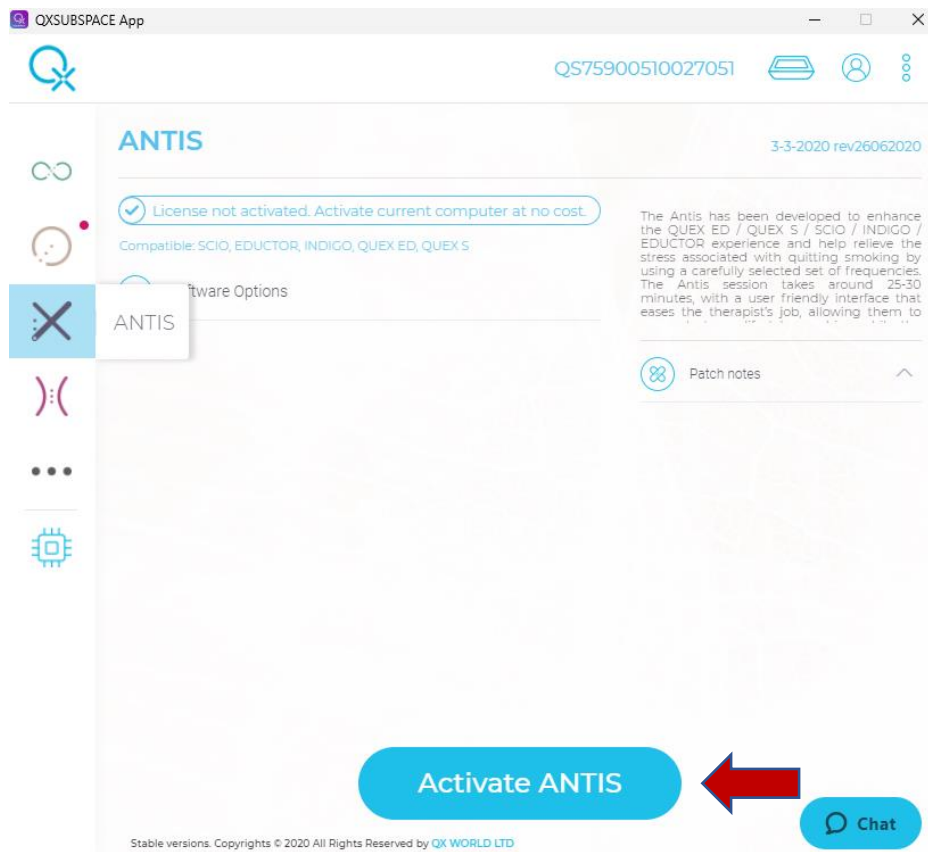 QXSUBSPACE App
QS75900510027051
ANTIS
3-3-2020 rev26062020
License not activated. Activate current computer at no cost.
Compatible: SCIO, EDUCTOR, INDIGO, QUEX ED, QUEX S
ftware Options
ANTIS
The Antis has been developed to enhance
the QUEX ED / QUEX S / SCIO / INDIGO /
EDUCTOR experience and help relieve the
stress associated with quitting smoking by
using a carefully selected set of frequencies.
The Antis session takes around 25-30
minutes, with a user friendly interface that
eases the therapist's job, allowing them to
Patch notes
Activate ANTIS
Chat
Stable versions. Copyrights © 2020 All Rights Reserved by QX WORLD LTD